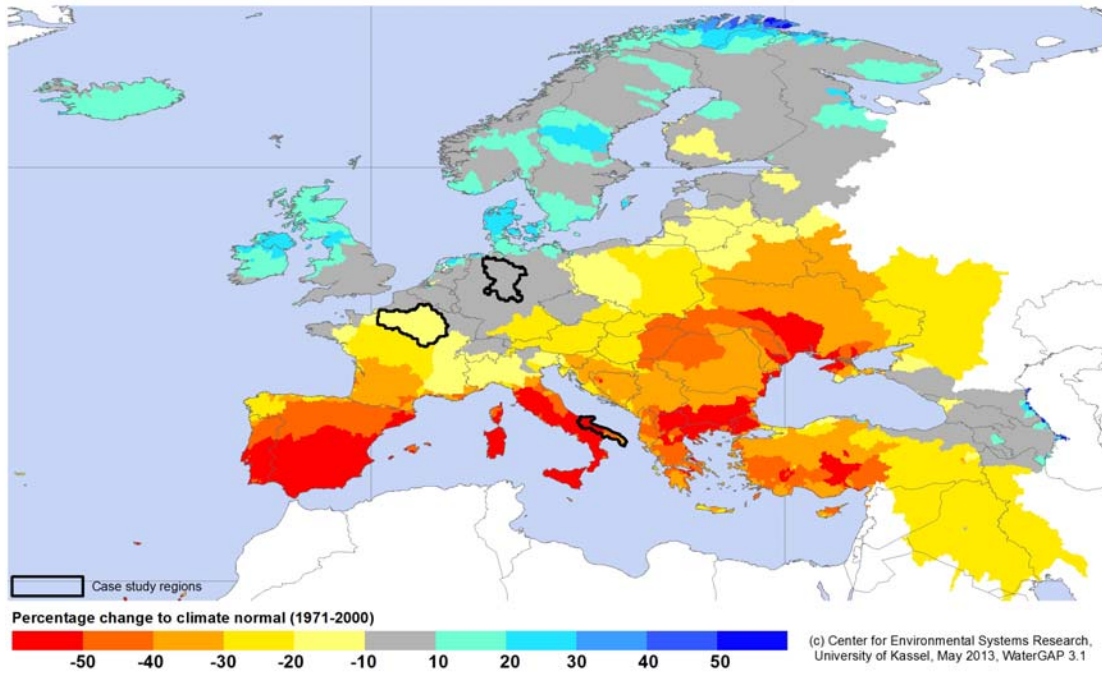 Case study regions
Percentage change to climate normal (1971-2000)
-50 -40 -30 -20 -10 10 20 30 40 50
(c) Center for Environmental Systems Research,
University of Kassel, May 2013, WaterGAP 3.1